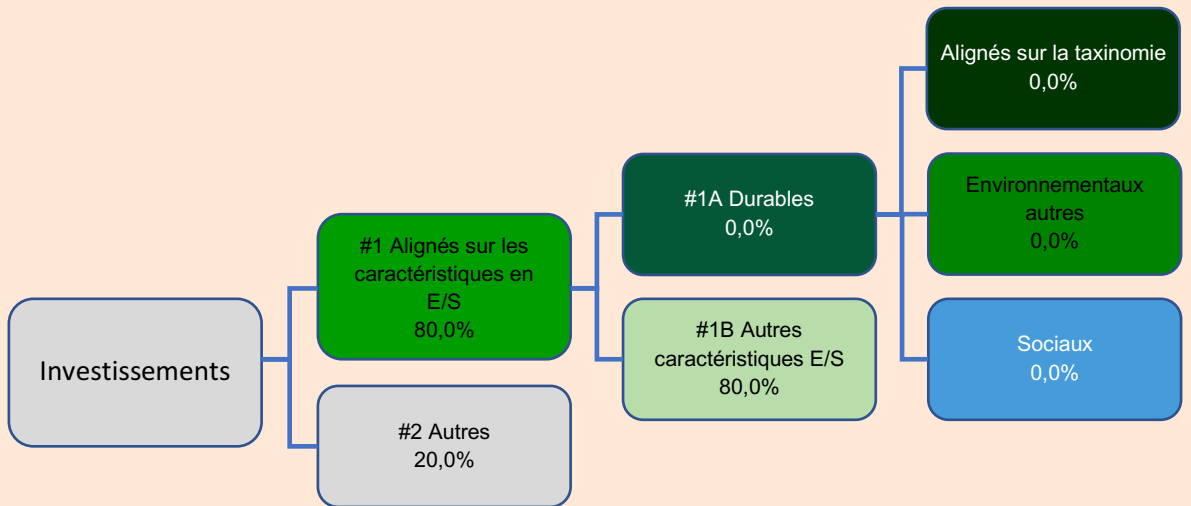 Investissements
#1 Alignés sur les
caractéristiques en
E/S
80,0%
#2 Autres
20,0%
#1A Durables
0,0%
#1B Autres
caractéristiques E/S
80,0%
Alignés sur la taxinomie
0,0%
Environnementaux
autres
0,0%
Sociaux
0,0%